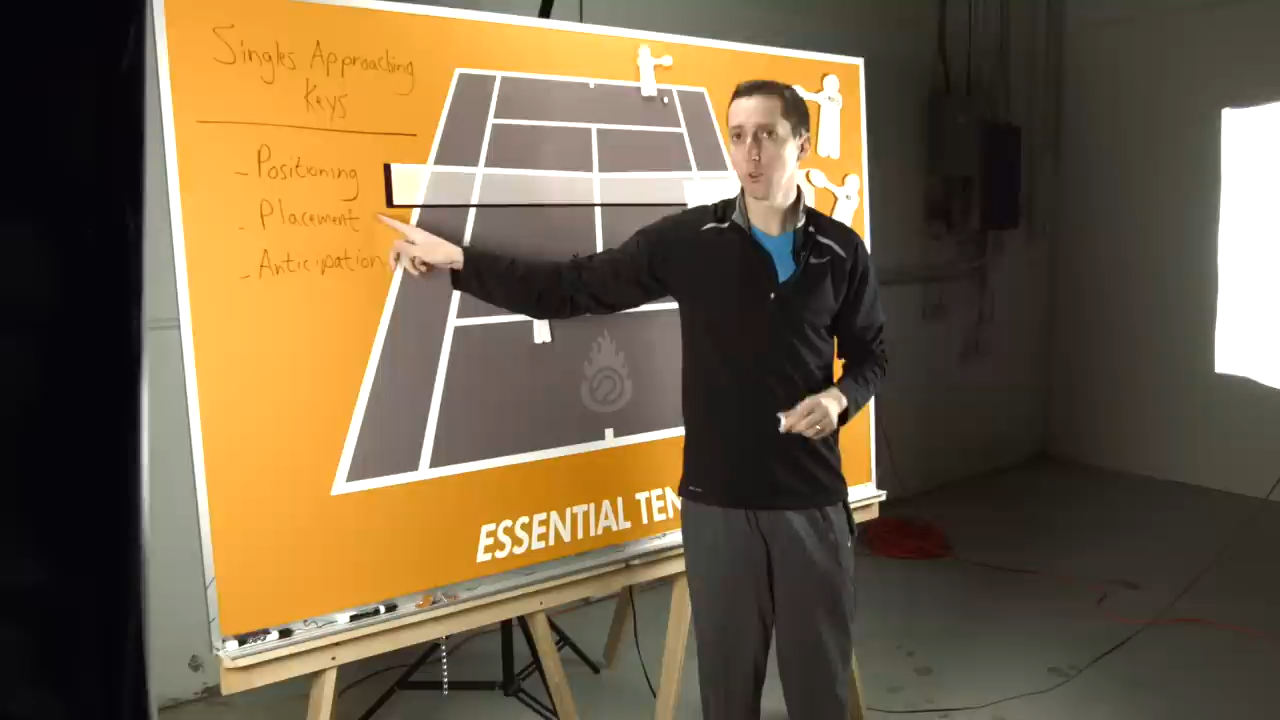 Singles Approaching
Keys
- Positioning
- Placement
- Anticipation
ESSENTIAL TEN